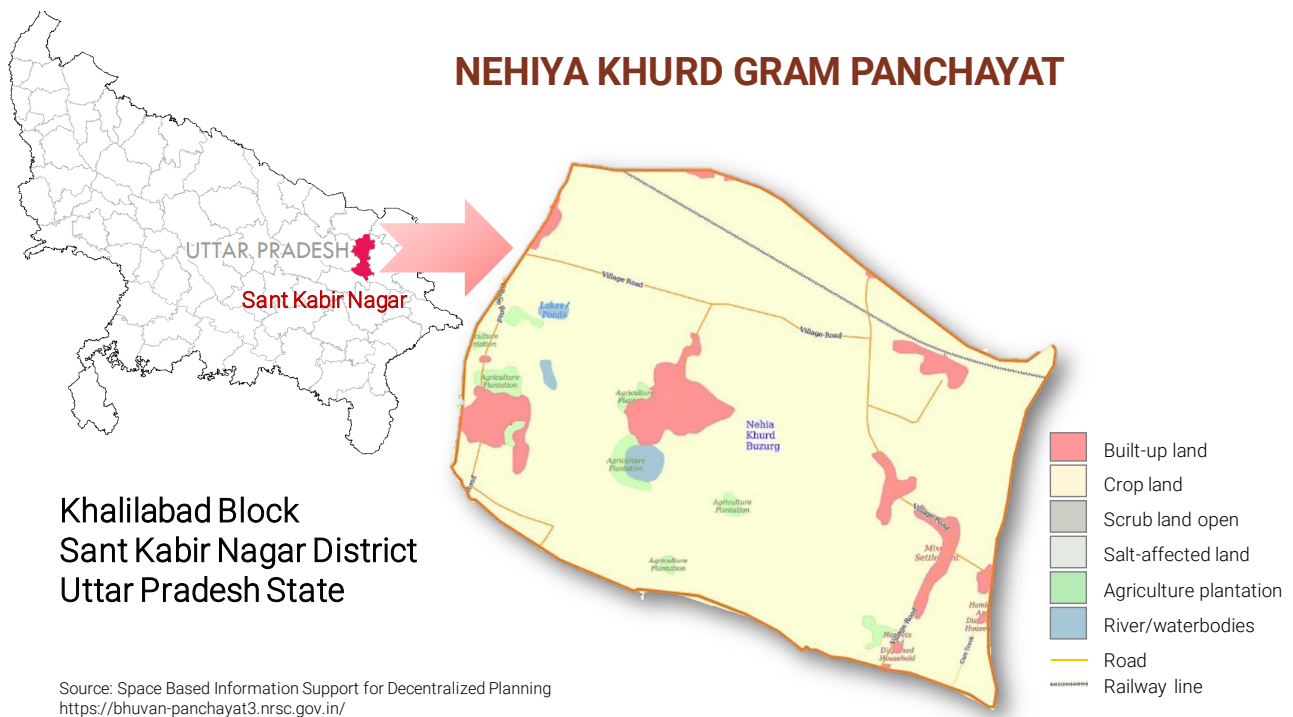 NEHIYA KHURD GRAM PANCHAYAT
UTTAR PRADESH
Sant Kabir Nagar
Khalilabad Block
Sant Kabir Nagar District
Uttar Pradesh State
Source: Space Based Information Support for Decentralized Planning
https://bhuvan-panchayat3.nrsc.gov.in/
Village Road
Lakes /
Ponds
Village Road
Agriculture
Plantation
Agriculture
Nehia
Khurd
Buzurg
Agriculture
Plantation
Agriculture
Plantation
Village Road
Agriculture
Plantation
Village Road
Household
Cart Track
Built-up land
Crop land
Scrub land open
Salt-affected land
Agriculture plantation
River/waterbodies
Road
Railway line